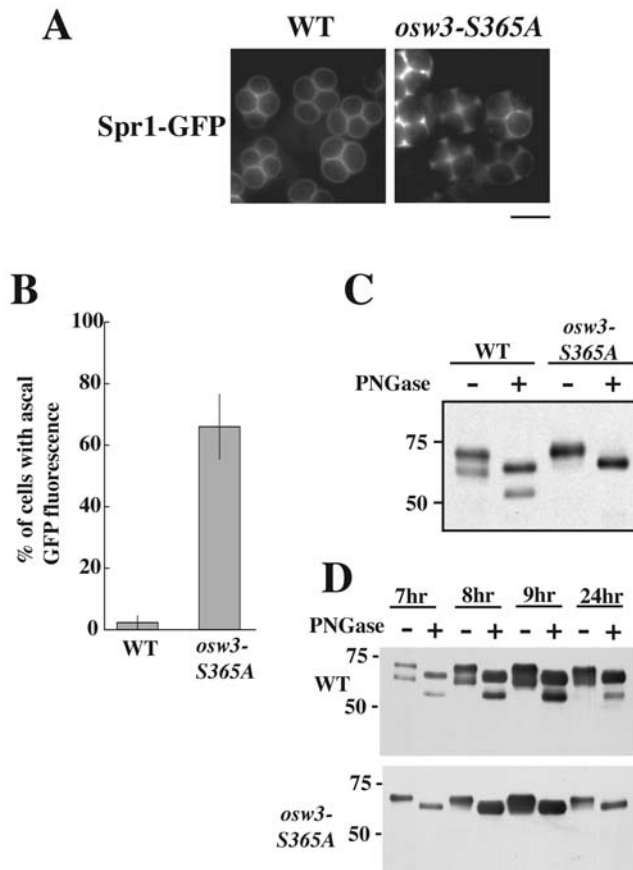 A
WT osw3-S365A
Spr1-GFP
B
% of cells with ascal
GFP fluorescence
100
80
60
40
20
0
WT
osw3-
S365A
C
WT
osw3-
S365A
PNGase - + - +
75 -
50 -
D
7hr 8hr 9hr 24hr
PNGase - + - + - + - +
75 -
WT
50 -
75 -
50 -
osw3-
S365A